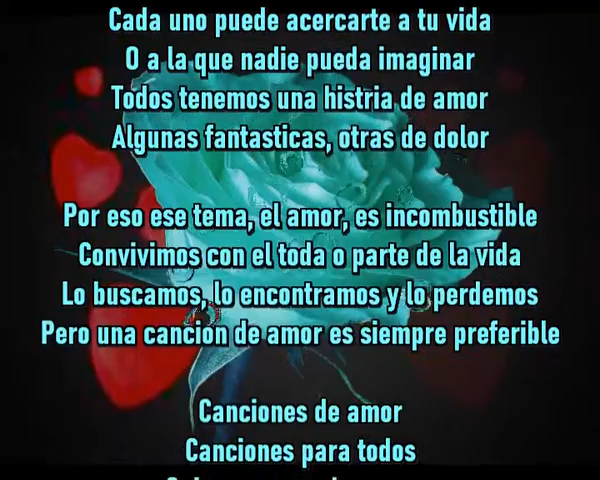 Cada uno puede acercarte a tu vida
O a la que nadie pueda imaginar
Todos tenemos una histria de amor
Algunas fantasticas, otras de dolor
Por eso ese tema, el amor, es incombustible
Convivimos con el toda o parte de la vida
Lo buscamos, lo encontramos y lo perdemos
Pero una cancion de amor es siempre preferible
Canciones de amor
Canciones para todos